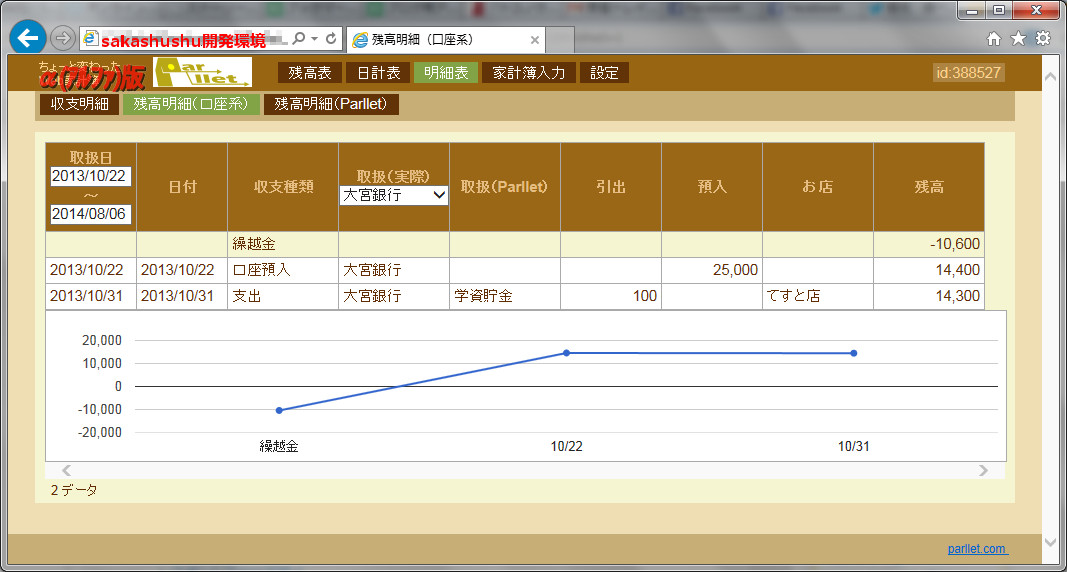 sakashushu開発環境
残高明細（口座系）
ちょっと変わった
α(アルファ)版
Parllet
残高表 日計表 明細表 家計簿入力 設定
id:388527
収支明細 残高明細(口座系) 残高明細(Parllet)
取扱日
2013/10/22
～
2014/08/06
日付
収支種類
取扱(実際)
大宮銀行
取扱(Parllet)
引出
預入
お店
残高
繰越金 -10,600
2013/10/22 2013/10/22 口座預入 大宮銀行 25,000 14,400
2013/10/31 2013/10/31 支出 大宮銀行 学資貯金 100 てすと店 14,300
20,000
10,000
0
-10,000
-20,000
繰越金 10/22 10/31
2 データ
parllet.com